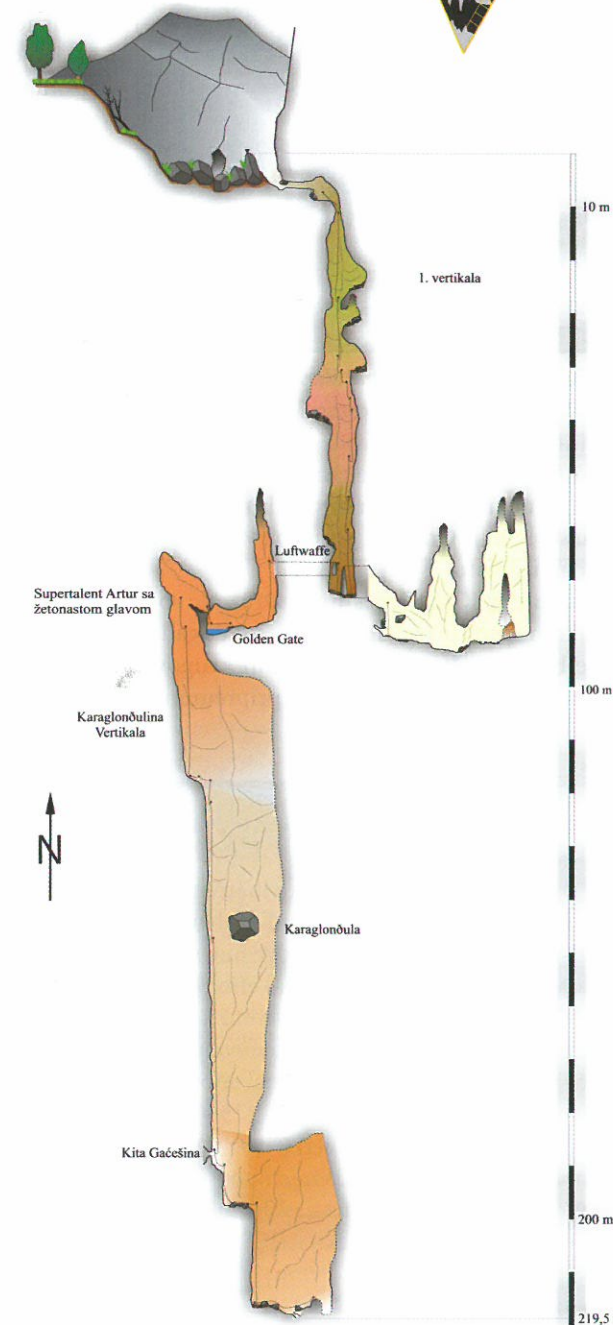 10 m
1. vertikala
Luftwaffe
Supertalent Artur sa
žetonastom glavom
Golden Gate
100 m
Karaglonđulina
Vertikala
N
Karaglonđula
Kita Gaćešina
200 m
219,5